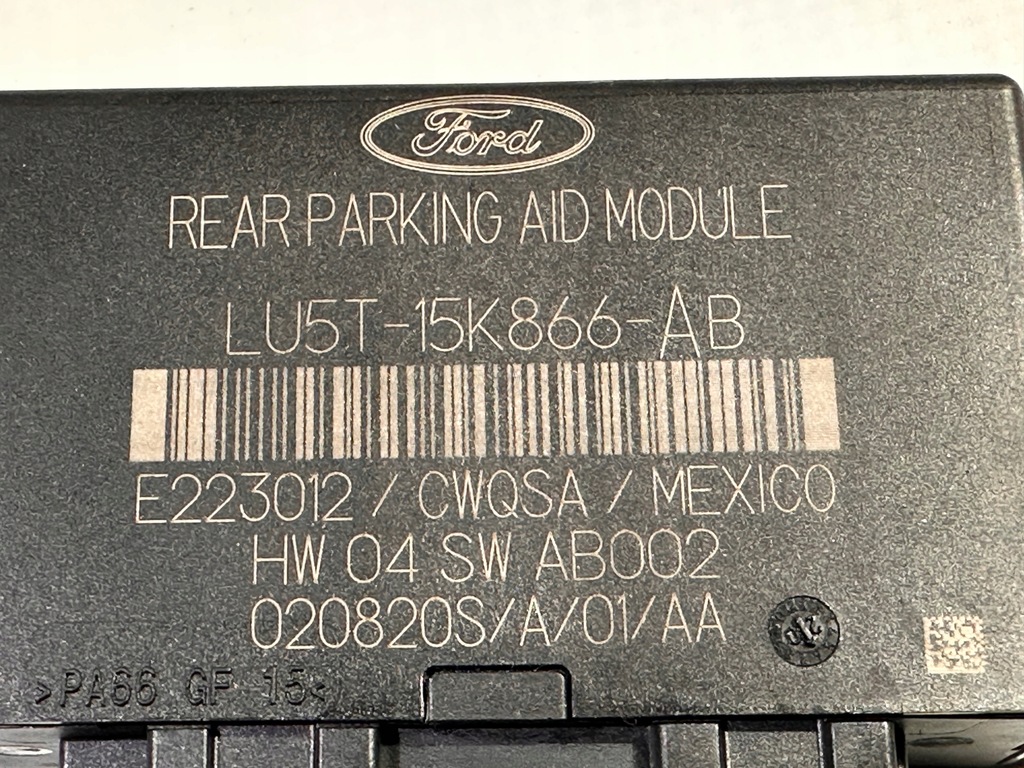 Ford
REAR PARKING AID MODULE
LU5T-15K866-AB
E223012 / CWQSA / MEXICO
HW 04 SW AB002
020820S/A/01/AA
>PA66 GF 15<